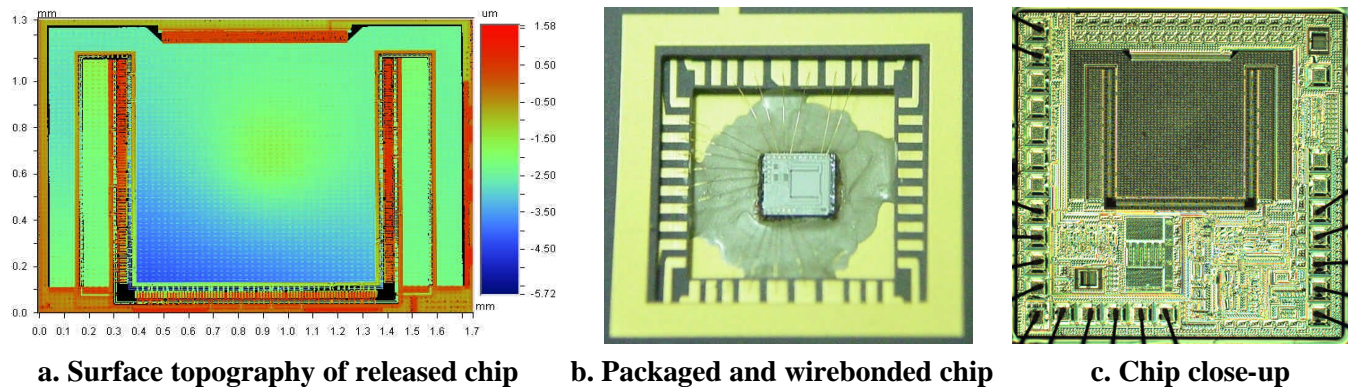 mm
um
1.3
1.2
1.0
0.8
0.6
0.4
0.2
0.1
0.0
0.0 0.1 0.2 0.3 0.4 0.5 0.6 0.7 0.8 0.9 1.0 1.1 1.2 1.3 1.4 1.5 1.6 1.7
mm
1.58
0.50
-0.50
-1.50
-2.50
-3.50
-4.50
-5.72
a. Surface topography of released chip
b. Packaged and wirebonded chip
c. Chip close-up